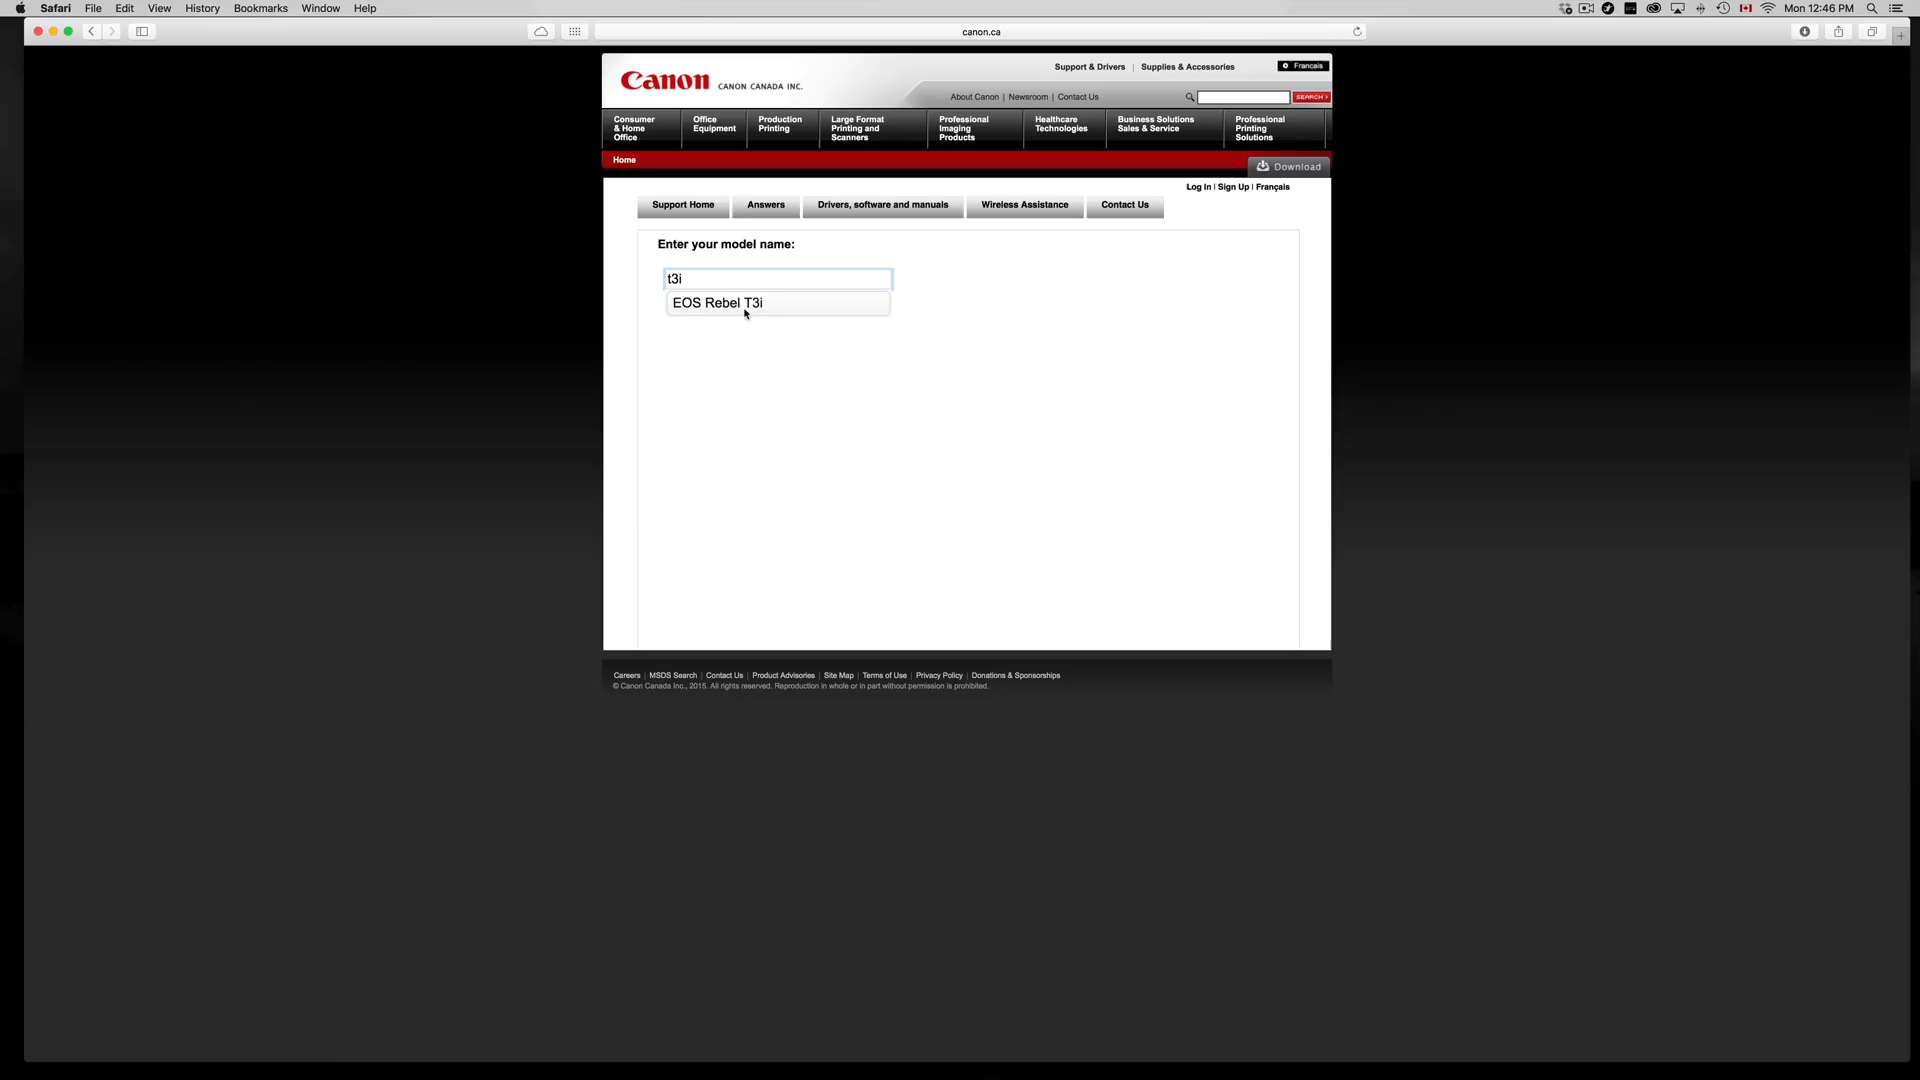 Safari File Edit View History Bookmarks Window Help Mon 12:46 PM
canon.ca
Support & Drivers | Supplies & Accessories Francais
Canon CANON CANADA INC.
About Canon | Newsroom | Contact Us SEARCH
Consumer & Home Office
Office Equipment
Production Printing
Large Format Printing and Scanners
Professional Imaging Products
Healthcare Technologies
Business Solutions Sales & Service
Professional Printing Solutions
Home
Download
Log In | Sign Up | Français
Support Home Answers Drivers, software and manuals Wireless Assistance Contact Us
Enter your model name:
t3i
EOS Rebel T3i
Careers | MSDS Search | Contact Us | Product Advisories | Site Map | Terms of Use | Privacy Policy | Donations & Sponsorships
© Canon Canada Inc., 2015. All rights reserved. Reproduction in whole or in part without permission is prohibited.